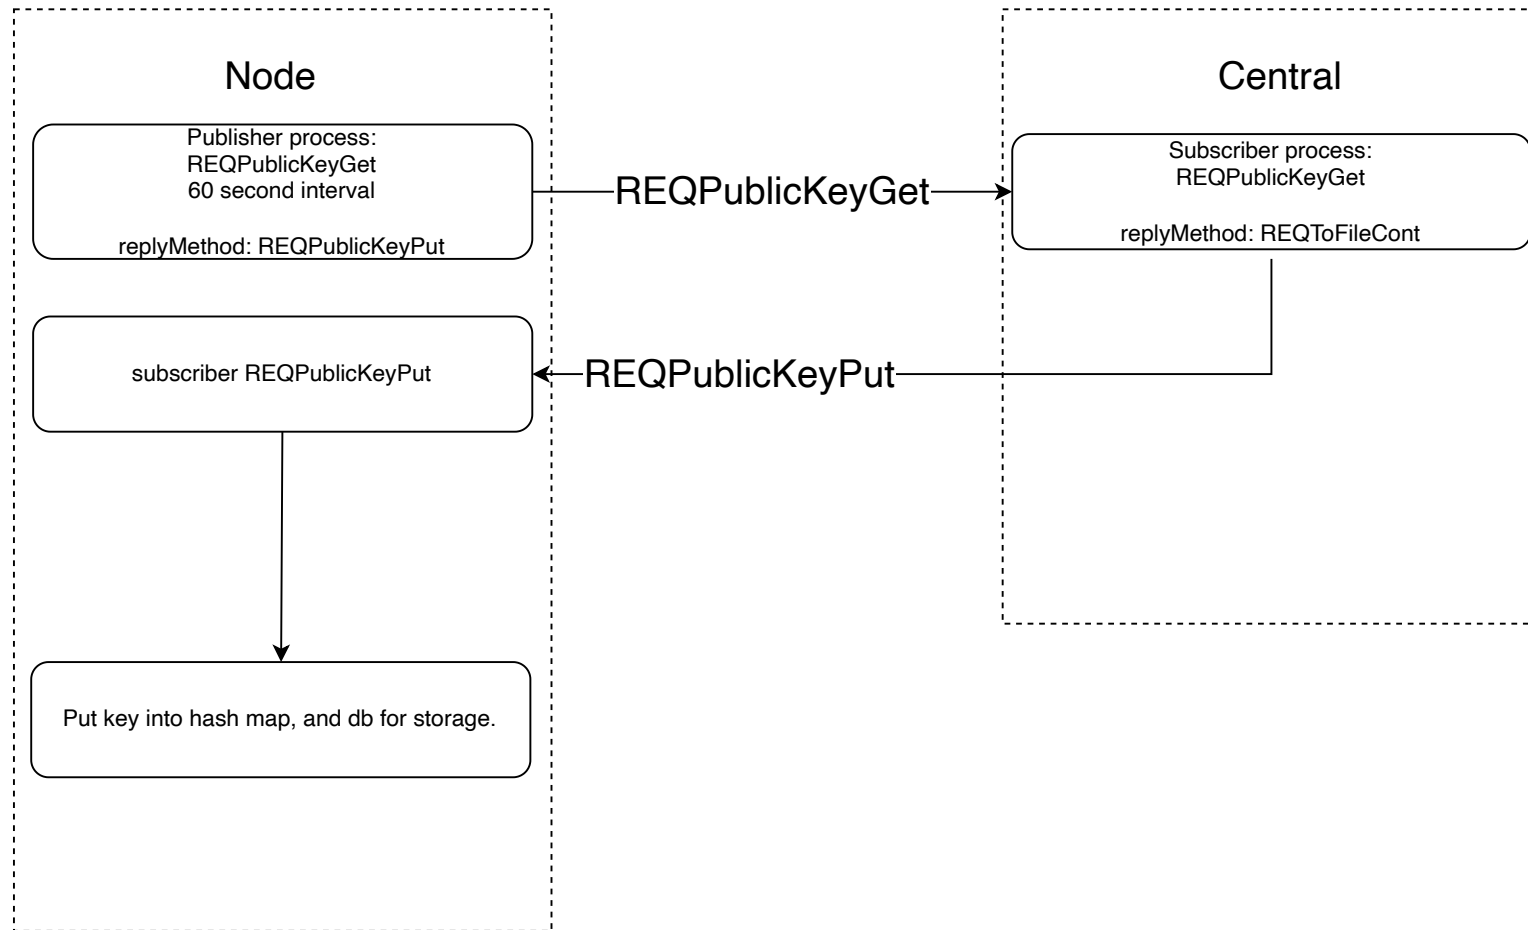 Node
Publisher process:
REQPublicKeyGet
60 second interval
replyMethod: REQPublicKeyPut
REQPublicKeyGet
Central
Subscriber process:
REQPublicKeyGet
replyMethod: REQToFileCont
subscriber REQPublicKeyPut
REQPublicKeyPut
Put key into hash map, and db for storage.